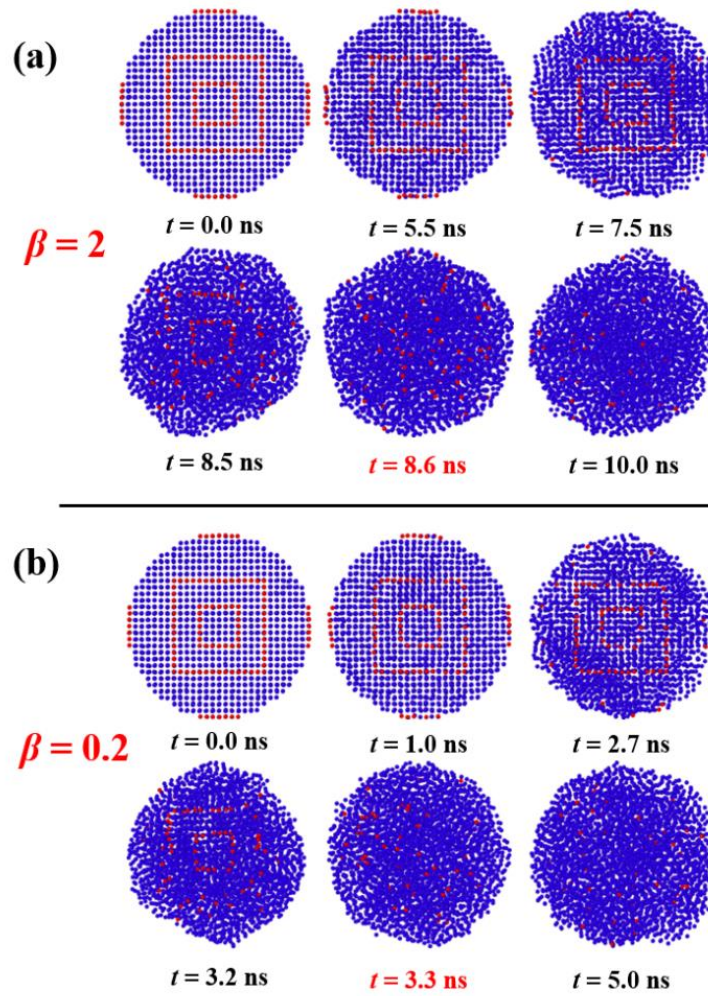 (a)
t = 0.0 ns
t = 5.5 ns
t = 7.5 ns
β = 2
t = 8.5 ns
t = 8.6 ns
t = 10.0 ns
(b)
t = 0.0 ns
t = 1.0 ns
t = 2.7 ns
β = 0.2
t = 3.2 ns
t = 3.3 ns
t = 5.0 ns